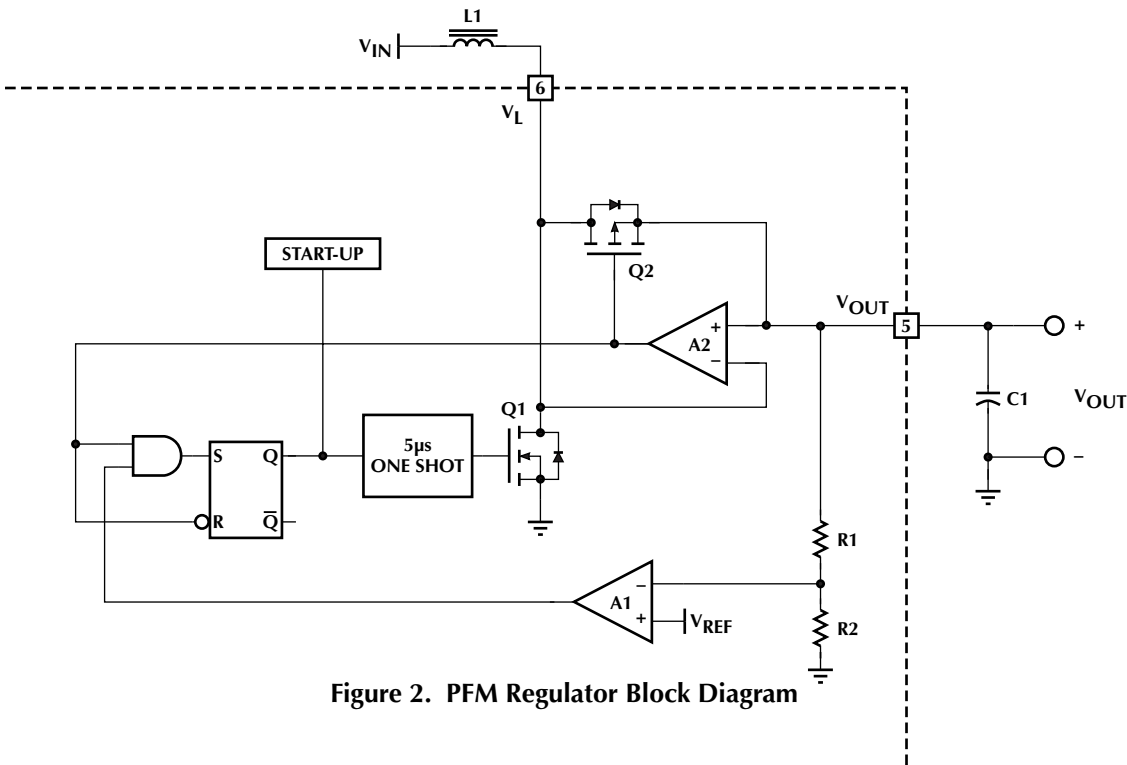 L1
V_IN
6
V_L
START-UP
Q2
V_OUT
5
+
A2
−
+
C1
V_OUT
−
Q1
5µs
ONE SHOT
S
Q
R
Q̅
R1
−
A1
+
V_REF
R2
Figure 2. PFM Regulator Block Diagram